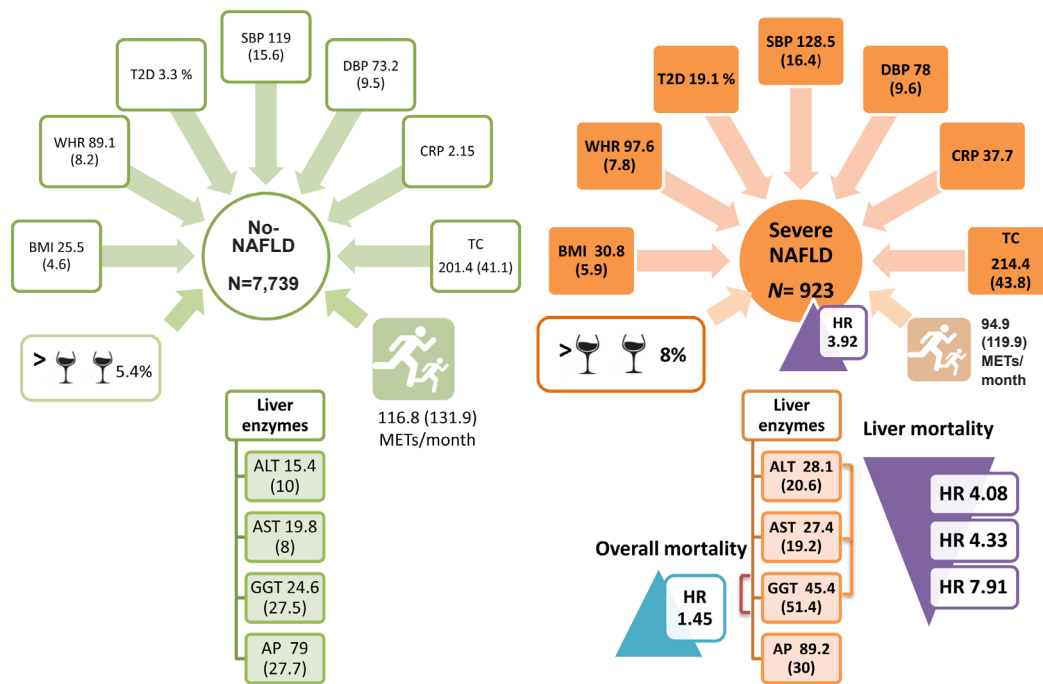 SBP 119
(15.6)
T2D 3.3 %
DBP 73.2
(9.5)
WHR 89.1
(8.2)
CRP 2.15
BMI 25.5
(4.6)
No-
NAFLD
N=7,739
TC
201.4 (41.1)
> 5.4%
116.8 (131.9)
METs/month
Liver
enzymes
ALT 15.4
(10)
AST 19.8
(8)
GGT 24.6
(27.5)
AP 79
(27.7)
SBP 128.5
(16.4)
T2D 19.1 %
DBP 78
(9.6)
WHR 97.6
(7.8)
CRP 37.7
BMI 30.8
(5.9)
Severe
NAFLD
N= 923
TC
214.4
(43.8)
> 8%
HR
3.92
94.9
(119.9)
METs/
month
Liver
enzymes
ALT 28.1
(20.6)
AST 27.4
(19.2)
GGT 45.4
(51.4)
AP 89.2
(30)
Overall mortality
HR
1.45
Liver mortality
HR 4.08
HR 4.33
HR 7.91